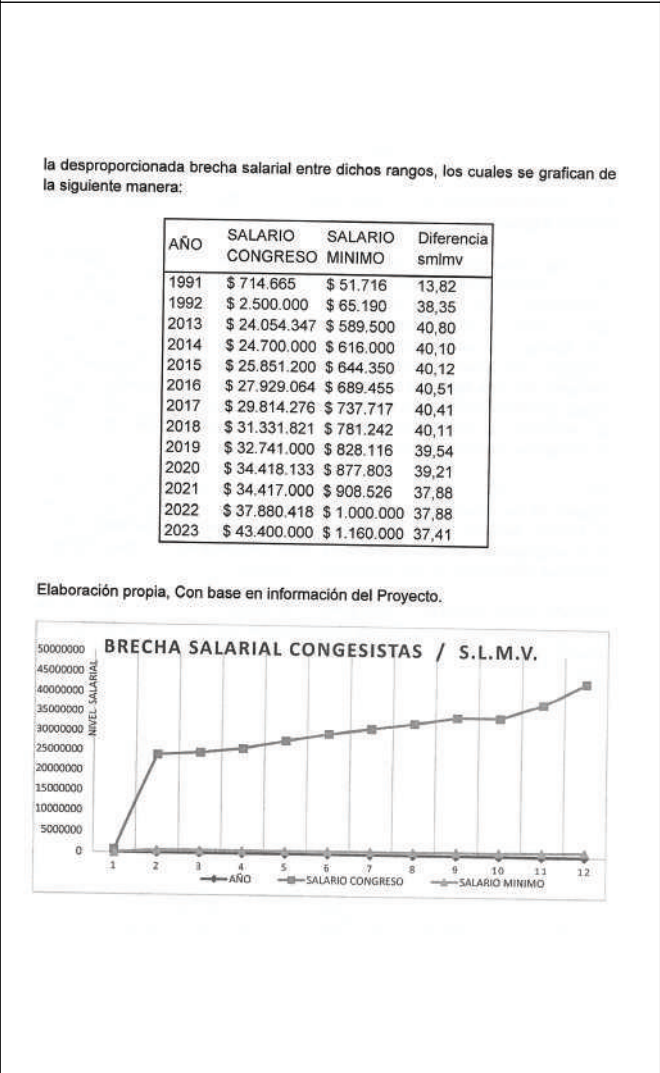 la desproporcionada brecha salarial entre dichos rangos, los cuales se grafican de
la siguiente manera:
AÑO SALARIO CONGRESO SALARIO MINIMO Diferencia smlmv
1991 $ 714.665 $ 51.716 13,82
1992 $ 2.500.000 $ 65.190 38,35
2013 $ 24.054.347 $ 589.500 40,80
2014 $ 24.700.000 $ 616.000 40,10
2015 $ 25.851.200 $ 644.350 40,12
2016 $ 27.929.064 $ 689.455 40,51
2017 $ 29.814.276 $ 737.717 40,41
2018 $ 31.331.821 $ 781.242 40,11
2019 $ 32.741.000 $ 828.116 39,54
2020 $ 34.418.133 $ 877.803 39,21
2021 $ 34.417.000 $ 908.526 37,88
2022 $ 37.880.418 $ 1.000.000 37,88
2023 $ 43.400.000 $ 1.160.000 37,41
Elaboración propia, Con base en información del Proyecto.
BRECHA SALARIAL CONGESISTAS / S.L.M.V.
NIVEL SALARIAL
50000000
45000000
40000000
35000000
30000000
25000000
20000000
15000000
10000000
5000000
0
1 2 3 4 5 6 7 8 9 10 11 12
AÑO SALARIO CONGRESO SALARIO MINIMO